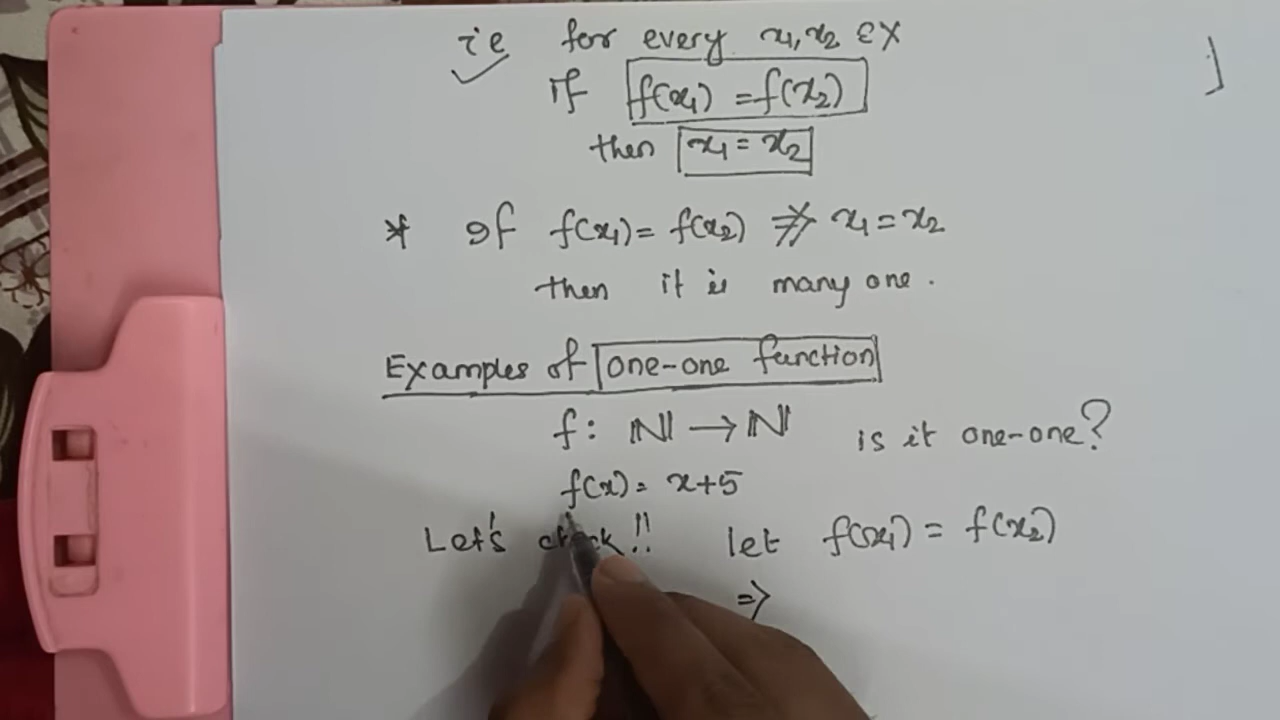 ie for every x₁, x₂ ∈ X
if f(x₁) = f(x₂)
then x₁ = x₂
* If f(x₁) = f(x₂) ⇏ x₁ = x₂
then it is many one.
Examples of one-one function
f: ℕ → ℕ is it one-one?
f(x) = x+5
Let's check!! let f(x₁) = f(x₂)
⇒